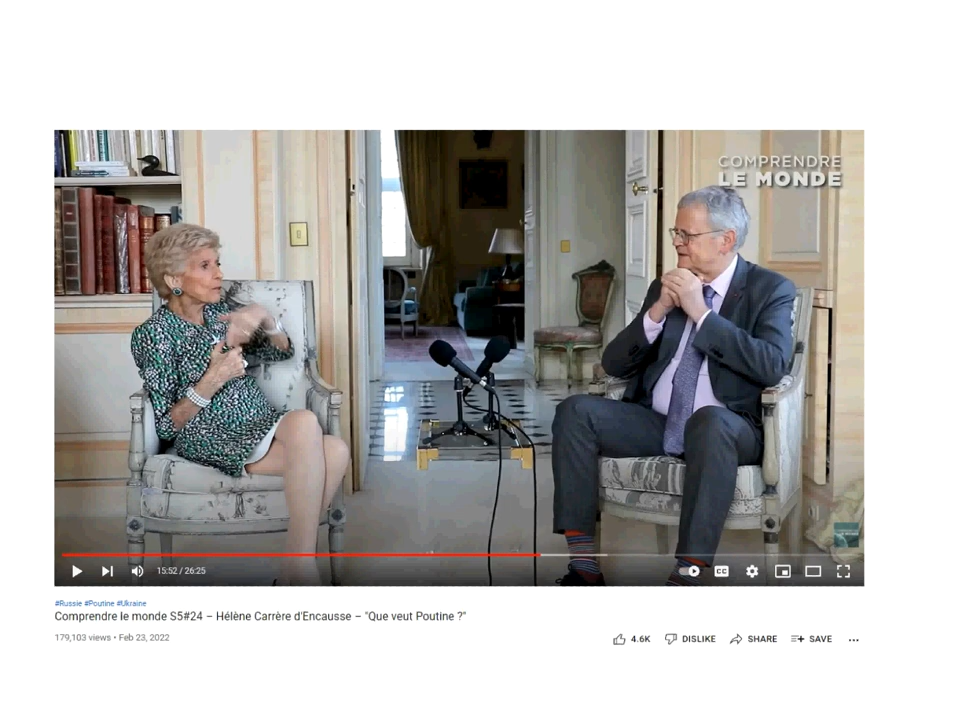 COMPRENDRE
LE MONDE
15:52 / 26:25
CC
#Russie #Poutine #Ukraine
Comprendre le monde S5#24 – Hélène Carrère d'Encausse – "Que veut Poutine ?"
179,103 views • Feb 23, 2022
4.6K DISLIKE SHARE SAVE